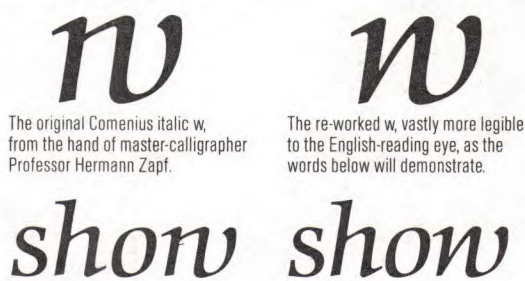 w
The original Comenius italic w,
from the hand of master-calligrapher
Professor Hermann Zapf.
show
w
The re-worked w, vastly more legible
to the English-reading eye, as the
words below will demonstrate.
show